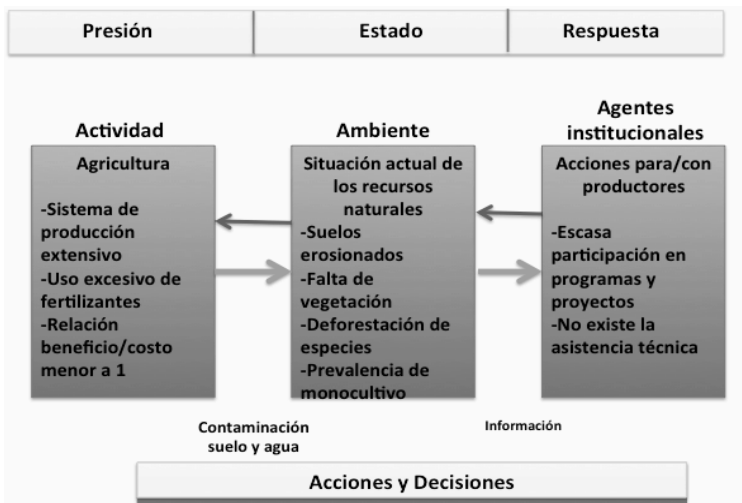 Presión
Estado
Respuesta
Actividad
Agricultura
-Sistema de
producción
extensivo
-Uso excesivo de
fertilizantes
-Relación
beneficio/costo
menor a 1
Ambiente
Situación actual de
los recursos
naturales
-Suelos
erosionados
-Falta de
vegetación
-Deforestación de
especies
-Prevalencia de
monocultivo
Agentes
institucionales
Acciones para/con
productores
-Escasa
participación en
programas y
proyectos
-No existe la
asistencia técnica
Contaminación
suelo y agua
Información
Acciones y Decisiones